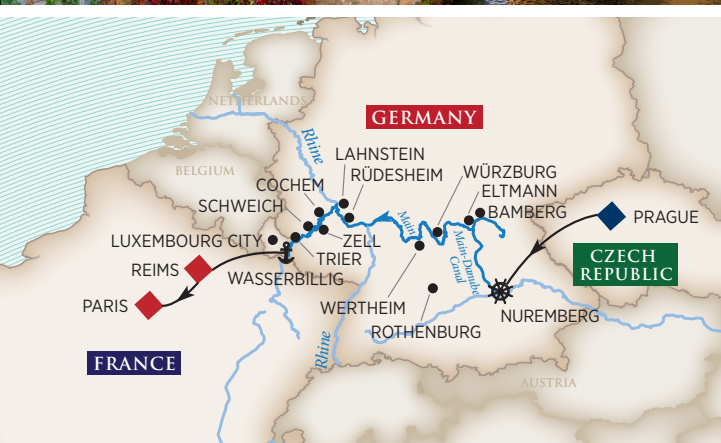 NETHERLANDS
GERMANY
Rhine
LAHNSTEIN
BELGIUM
WÜRZBURG
RÜDESHEIM
COCHEM
ELTMANN
SCHWEICH
BAMBERG
Main
PRAGUE
LUXEMBOURG CITY
ZELL
TRIER
Main-Danube
Canal
CZECH
REPUBLIC
REIMS
WASSERBILLIG
PARIS
WERTHEIM
NUREMBERG
ROTHENBURG
Rhine
FRANCE
AUSTRIA